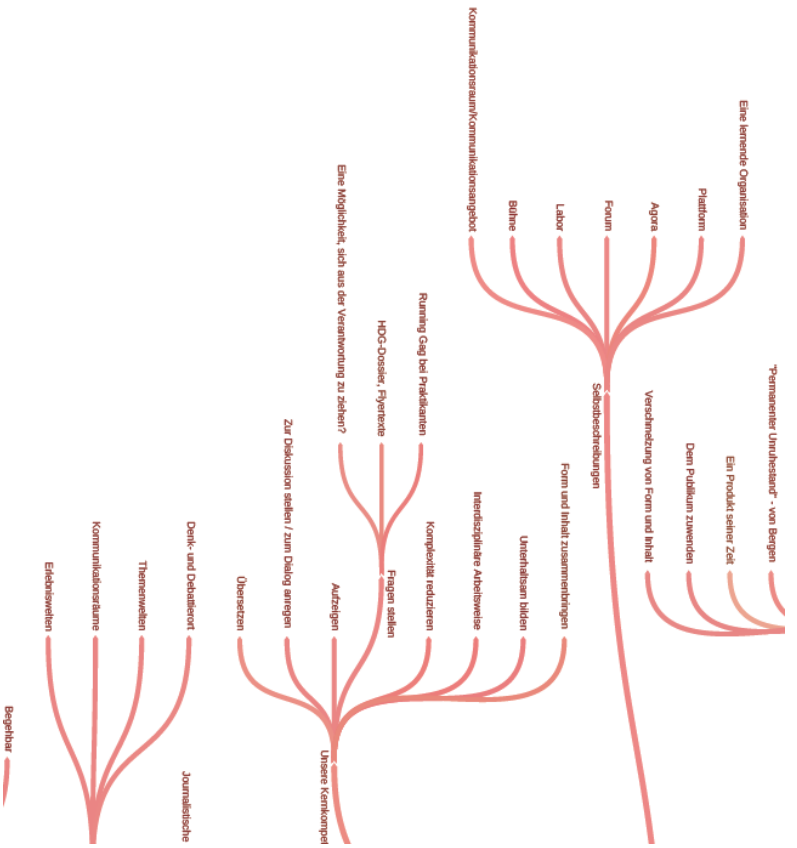 Eine lernende Organisation
Plattform
Agora
Forum
Labor
Bühne
Kommunikationsraum/Kommunikationsangebot
Selbstbeschreibungen
"Permanenter Unruhestand" - von Bergen
Ein Produkt seiner Zeit
Dem Publikum zuwenden
Verschmelzung von Form und Inhalt
Form und Inhalt zusammenbringen
Unterhaltsam bilden
Interdisziplinäre Arbeitsweise
Komplexität reduzieren
Running Gag bei Praktikanten
HDG-Dossier, Flyertexte
Eine Möglichkeit, sich aus der Verantwortung zu ziehen?
Fragen stellen
Aufzeigen
Zur Diskussion stellen / zum Dialog anregen
Übersetzen
Unsere Kernkompet
Denk- und Debattierort
Themenwelten
Kommunikationsräume
Erlebniswelten
Journalistische
Begehbar